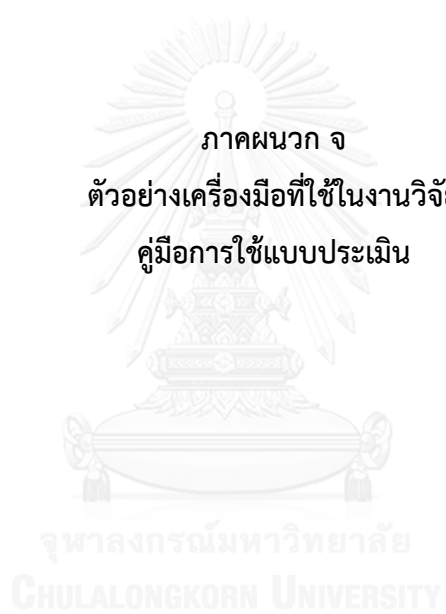 ภาคผนวก จ
ตัวอย่างเครื่องมือที่ใช้ในงานวิจั
คู่มือการใช้แบบประเมิน
จุฬาลงกรณ์มหาวิทยาลัย
CHULALONGKORN UNIVERSITY